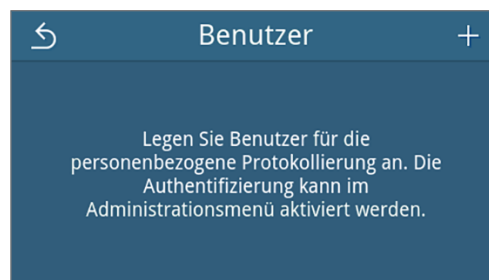 Benutzer
Legen Sie Benutzer für die
personenbezogene Protokollierung an. Die
Authentifizierung kann im
Administrationsmenü aktiviert werden.